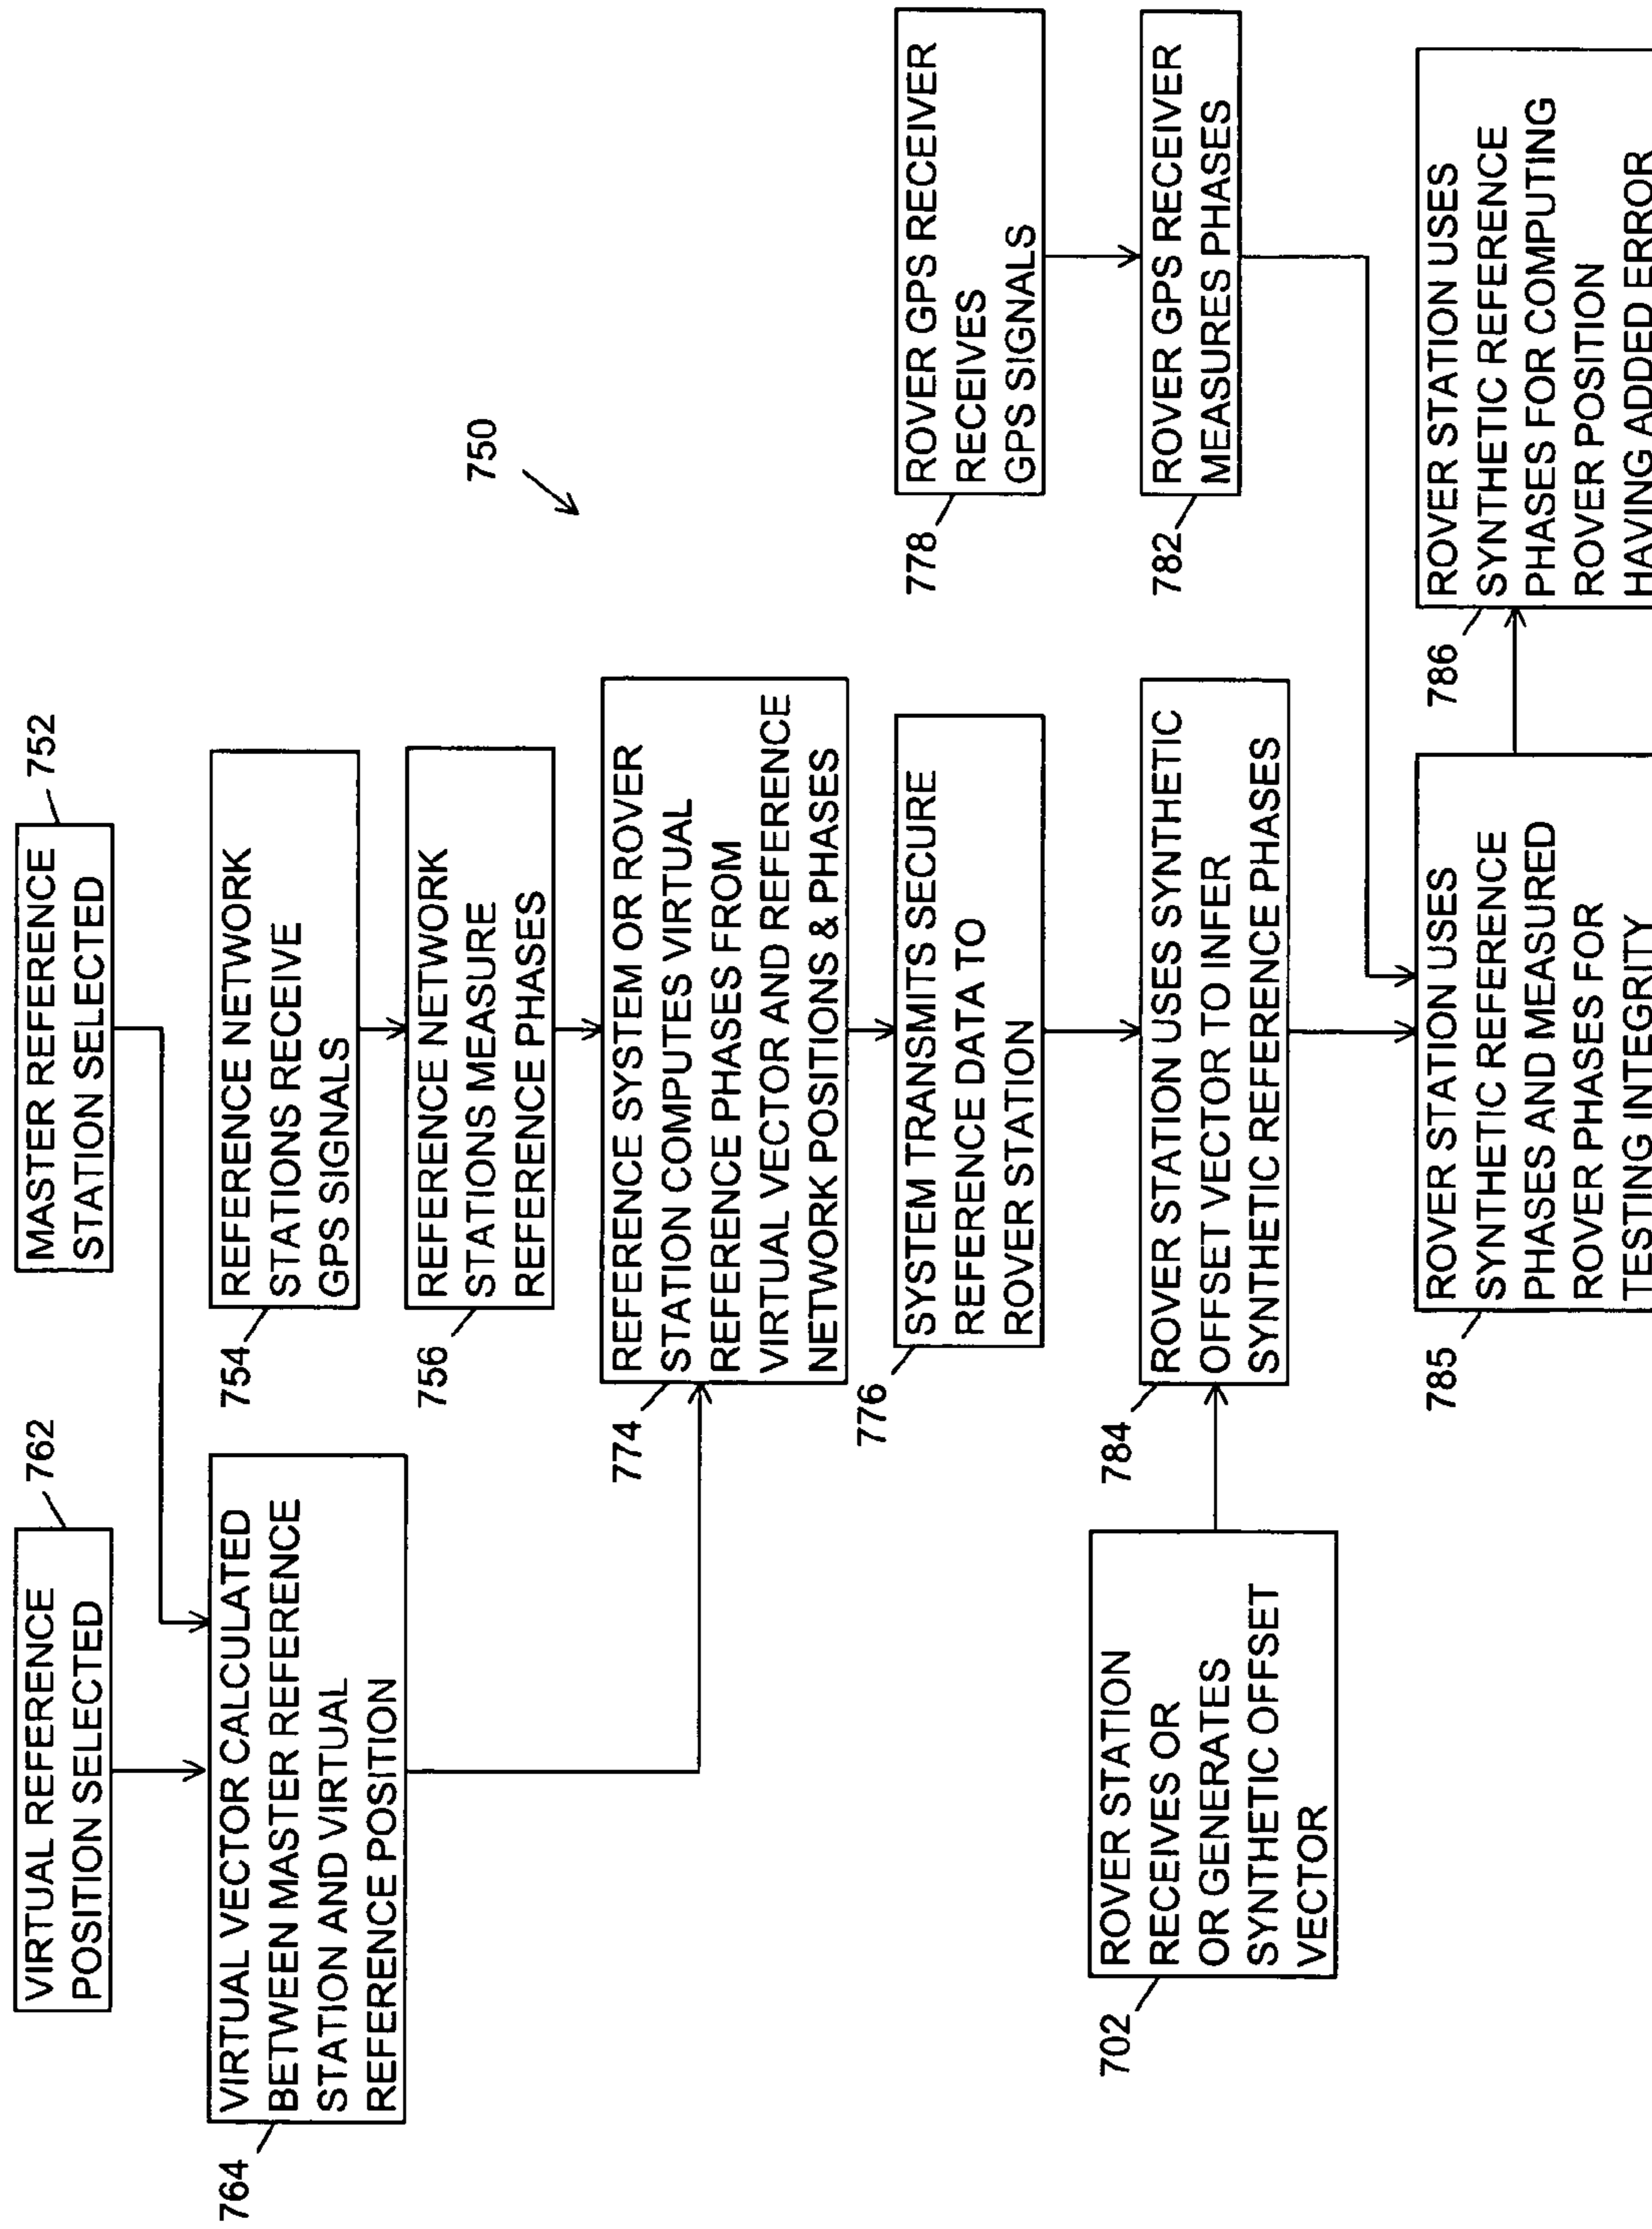 VIRTUAL REFERENCE
POSITION SELECTED
762
MASTER REFERENCE
STATION SELECTED
752
764
VIRTUAL VECTOR CALCULATED
BETWEEN MASTER REFERENCE
STATION AND VIRTUAL
REFERENCE POSITION
754
REFERENCE NETWORK
STATIONS RECEIVE
GPS SIGNALS
756
REFERENCE NETWORK
STATIONS MEASURE
REFERENCE PHASES
750
774
REFERENCE SYSTEM OR ROVER
STATION COMPUTES VIRTUAL
REFERENCE PHASES FROM
VIRTUAL VECTOR AND REFERENCE
NETWORK POSITIONS & PHASES
776
SYSTEM TRANSMITS SECURE
REFERENCE DATA TO
ROVER STATION
778
ROVER GPS RECEIVER
RECEIVES
GPS SIGNALS
702
ROVER STATION
RECEIVES OR
OR GENERATES
SYNTHETIC OFFSET
VECTOR
784
ROVER STATION USES SYNTHETIC
OFFSET VECTOR TO INFER
SYNTHETIC REFERENCE PHASES
782
ROVER GPS RECEIVER
MEASURES PHASES
785
ROVER STATION USES
SYNTHETIC REFERENCE
PHASES AND MEASURED
ROVER PHASES FOR
TESTING INTEGRITY
786
ROVER STATION USES
SYNTHETIC REFERENCE
PHASES FOR COMPUTING
ROVER POSITION
HAVING ADDED ERROR